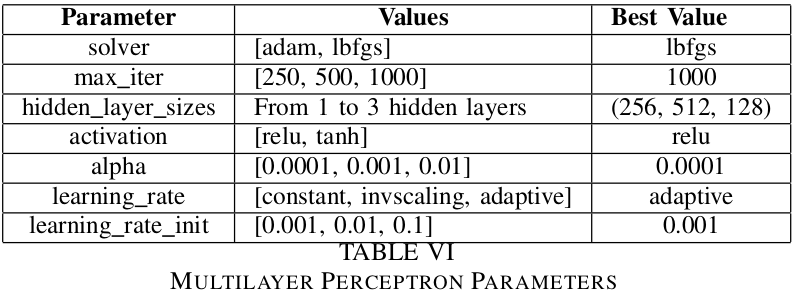 Parameter Values Best Value
solver [adam, lbfgs] lbfgs
max_iter [250, 500, 1000] 1000
hidden_layer_sizes From 1 to 3 hidden layers (256, 512, 128)
activation [relu, tanh] relu
alpha [0.0001, 0.001, 0.01] 0.0001
learning_rate [constant, invscaling, adaptive] adaptive
learning_rate_init [0.001, 0.01, 0.1] 0.001
TABLE VI
MULTILAYER PERCEPTRON PARAMETERS